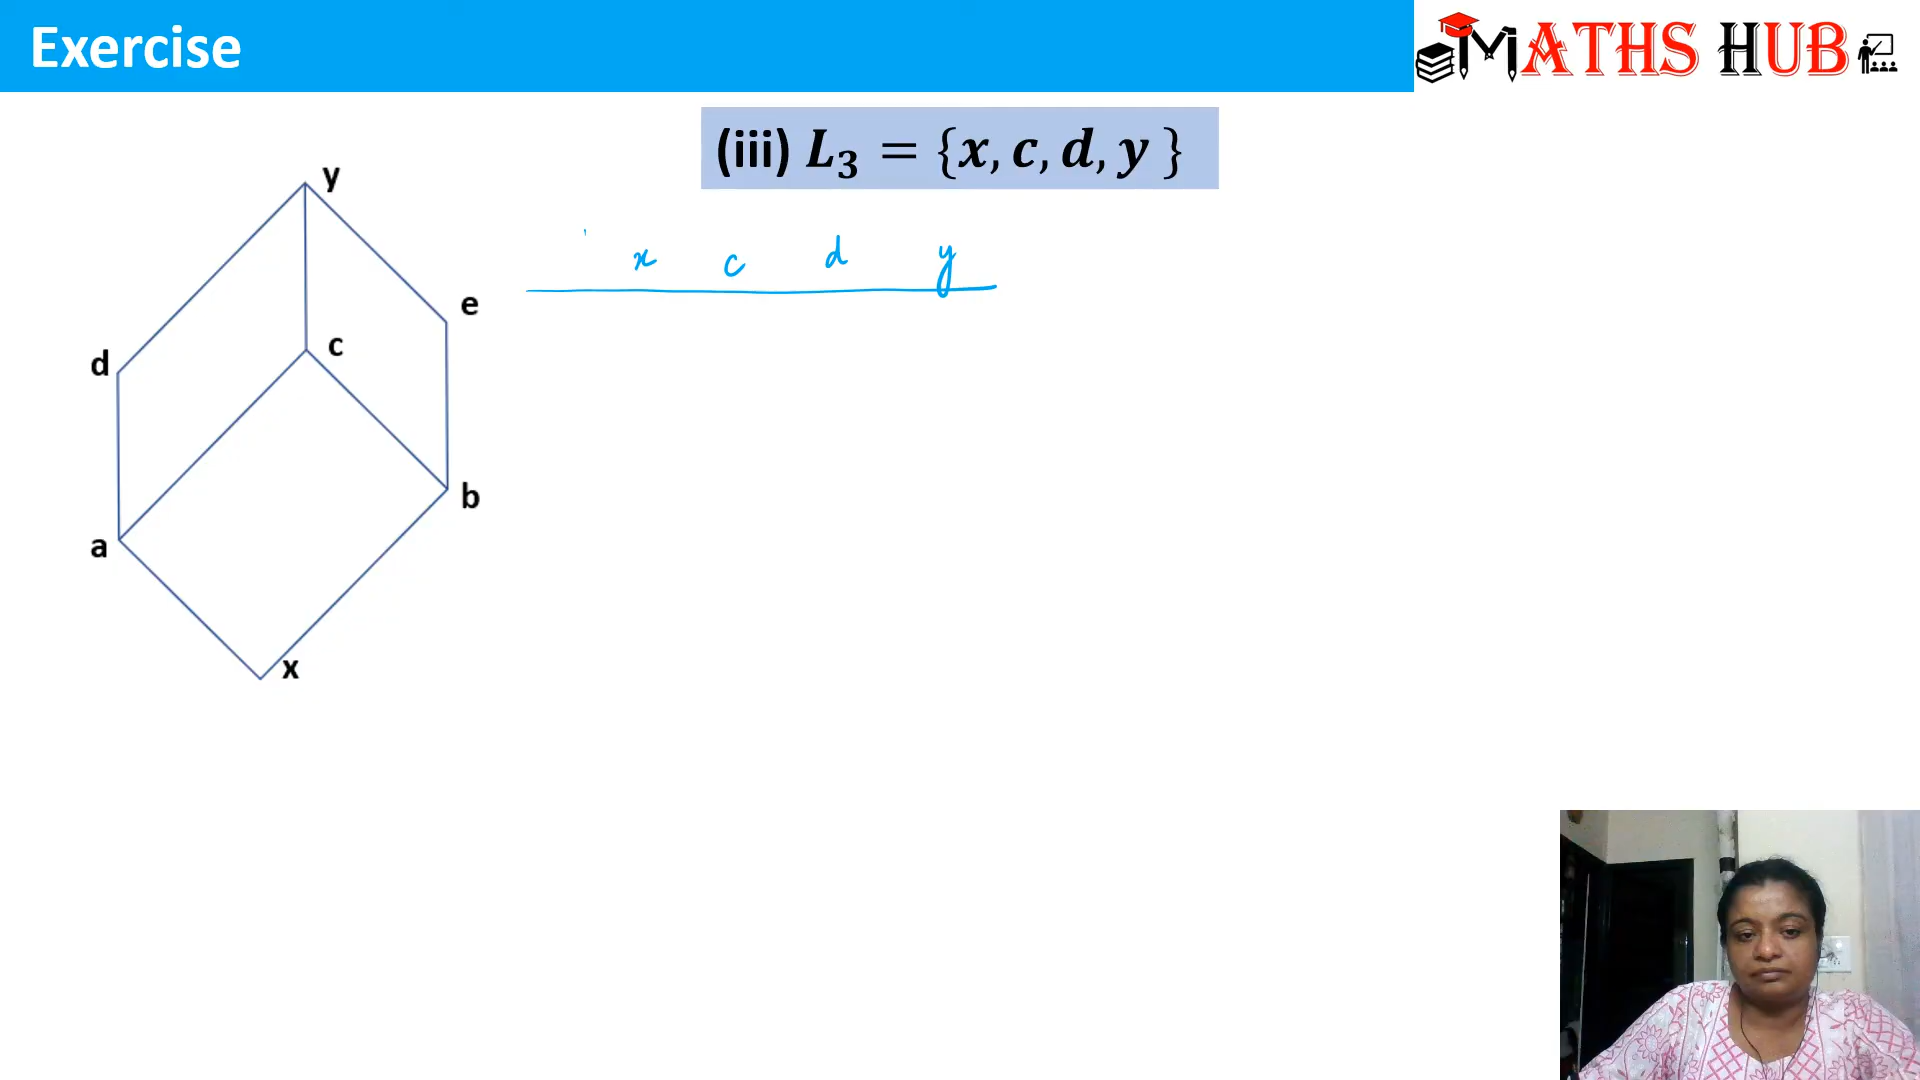 Exercise
MATHS HUB
(iii) L₃ = {x, c, d, y }
x c d y
y
e
c
d
b
a
x